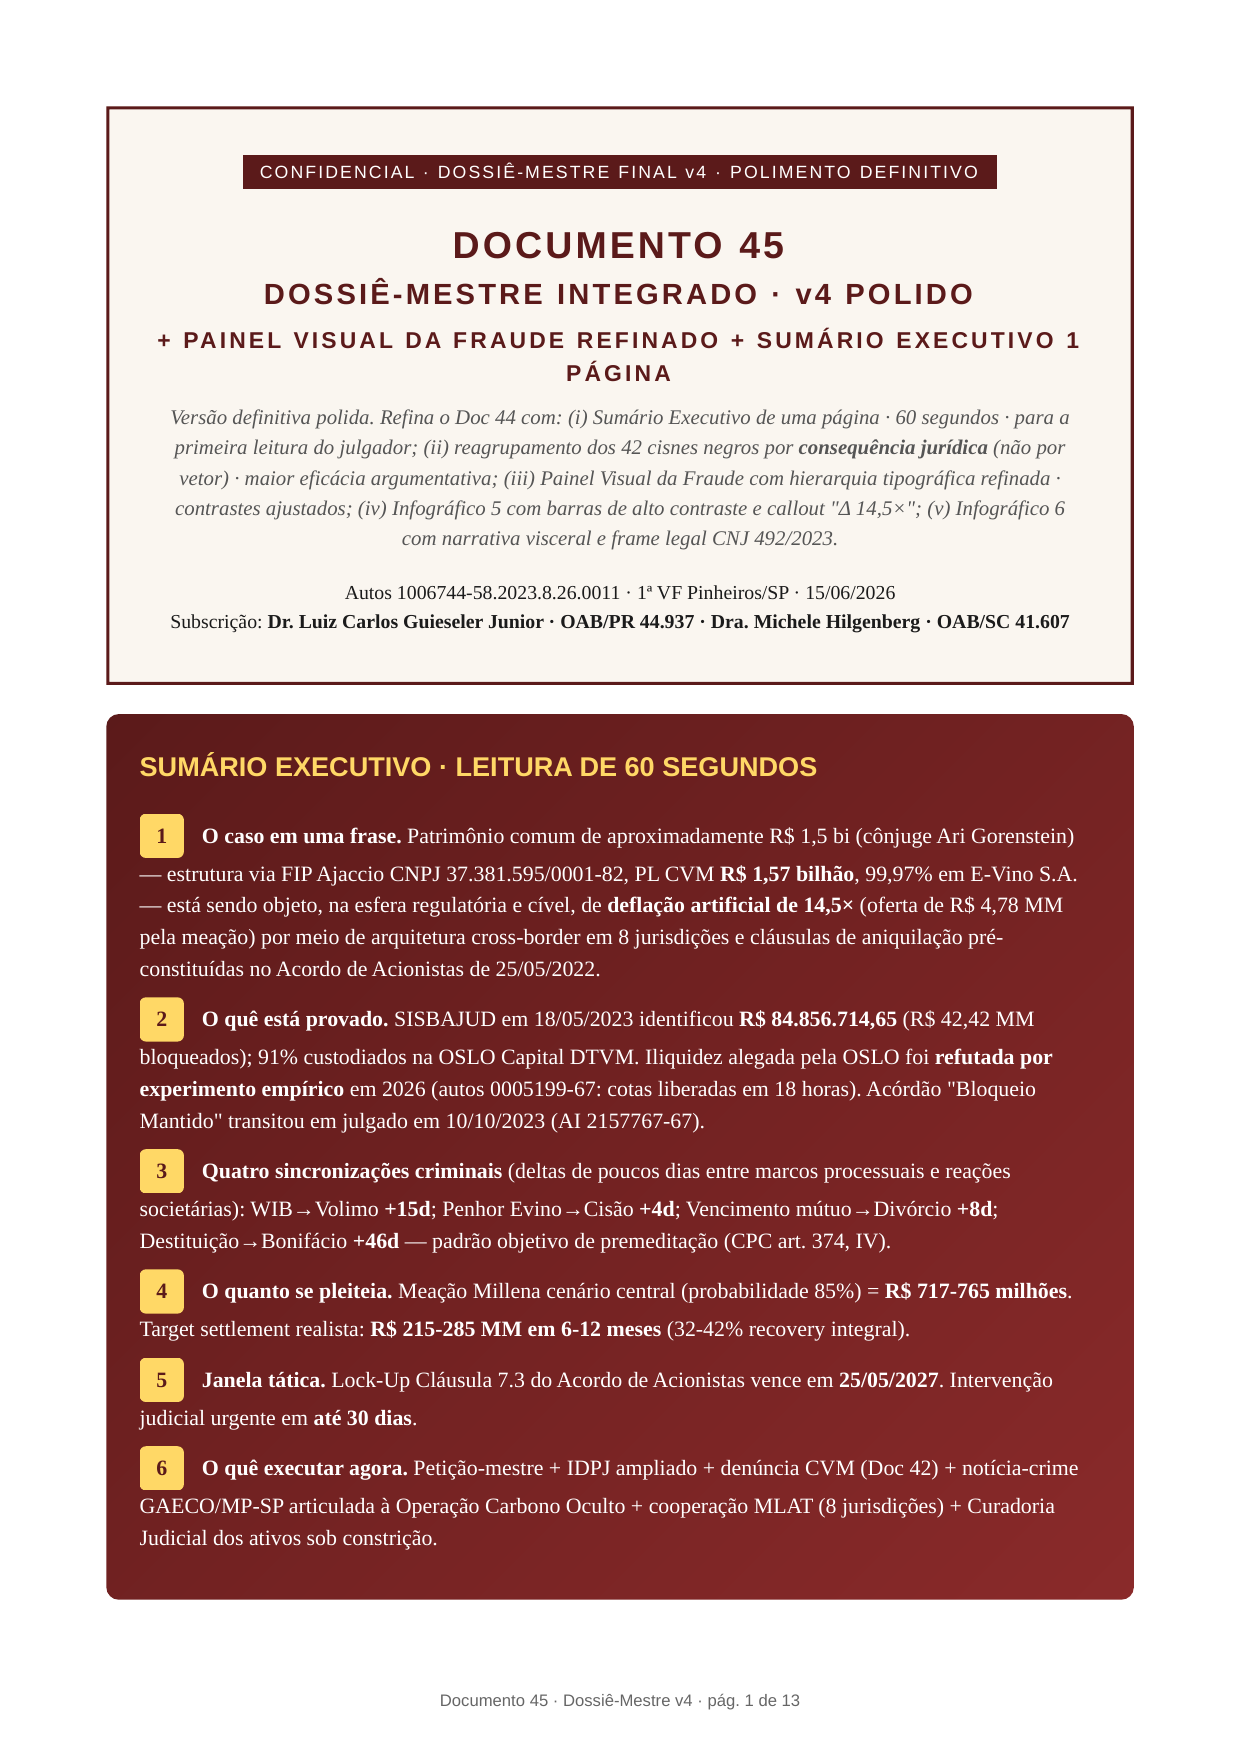 CONFIDENCIAL · DOSSIÊ-MESTRE FINAL v4 · POLIMENTO DEFINITIVO
DOCUMENTO 45
DOSSIÊ-MESTRE INTEGRADO · v4 POLIDO
+ PAINEL VISUAL DA FRAUDE REFINADO + SUMÁRIO EXECUTIVO 1
PÁGINA
Versão definitiva polida. Refina o Doc 44 com: (i) Sumário Executivo de uma página · 60 segundos · para a
primeira leitura do julgador; (ii) reagrupamento dos 42 cisnes negros por consequência jurídica (não por
vetor) · maior eficácia argumentativa; (iii) Painel Visual da Fraude com hierarquia tipográfica refinada ·
contrastes ajustados; (iv) Infográfico 5 com barras de alto contraste e callout "Δ 14,5×"; (v) Infográfico 6
com narrativa visceral e frame legal CNJ 492/2023.
Autos 1006744-58.2023.8.26.0011 · 1ª VF Pinheiros/SP · 15/06/2026
Subscrição: Dr. Luiz Carlos Guieseler Junior · OAB/PR 44.937 · Dra. Michele Hilgenberg · OAB/SC 41.607
SUMÁRIO EXECUTIVO · LEITURA DE 60 SEGUNDOS
1 O caso em uma frase. Patrimônio comum de aproximadamente R$ 1,5 bi (cônjuge Ari Gorenstein)
— estrutura via FIP Ajaccio CNPJ 37.381.595/0001-82, PL CVM R$ 1,57 bilhão, 99,97% em E-Vino S.A.
— está sendo objeto, na esfera regulatória e cível, de deflação artificial de 14,5× (oferta de R$ 4,78 MM
pela meação) por meio de arquitetura cross-border em 8 jurisdições e cláusulas de aniquilação pré-
constituídas no Acordo de Acionistas de 25/05/2022.
2 O quê está provado. SISBAJUD em 18/05/2023 identificou R$ 84.856.714,65 (R$ 42,42 MM
bloqueados); 91% custodiados na OSLO Capital DTVM. Iliquidez alegada pela OSLO foi refutada por
experimento empírico em 2026 (autos 0005199-67: cotas liberadas em 18 horas). Acórdão "Bloqueio
Mantido" transitou em julgado em 10/10/2023 (AI 2157767-67).
3 Quatro sincronizações criminais (deltas de poucos dias entre marcos processuais e reações
societárias): WIB→Volimo +15d; Penhor Evino→Cisão +4d; Vencimento mútuo→Divórcio +8d;
Destituição→Bonifácio +46d — padrão objetivo de premeditação (CPC art. 374, IV).
4 O quanto se pleiteia. Meação Millena cenário central (probabilidade 85%) = R$ 717-765 milhões.
Target settlement realista: R$ 215-285 MM em 6-12 meses (32-42% recovery integral).
5 Janela tática. Lock-Up Cláusula 7.3 do Acordo de Acionistas vence em 25/05/2027. Intervenção
judicial urgente em até 30 dias.
6 O quê executar agora. Petição-mestre + IDPJ ampliado + denúncia CVM (Doc 42) + notícia-crime
GAECO/MP-SP articulada à Operação Carbono Oculto + cooperação MLAT (8 jurisdições) + Curadoria
Judicial dos ativos sob constrição.
Documento 45 · Dossiê-Mestre v4 · pág. 1 de 13